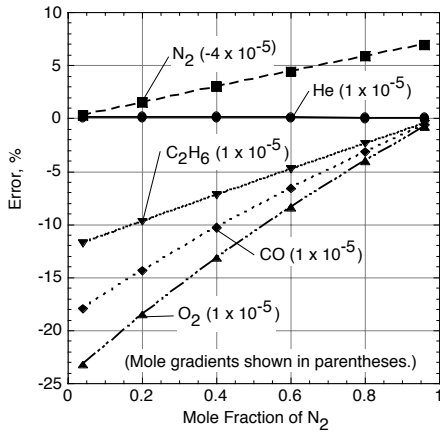 10
5
0
-5
-10
-15
-20
-25
Error, %
N2 (-4 x 10-5)
He (1 x 10-5)
C2H6 (1 x 10-5)
CO (1 x 10-5)
O2 (1 x 10-5)
(Mole gradients shown in parentheses.)
0 0.2 0.4 0.6 0.8 1
Mole Fraction of N2